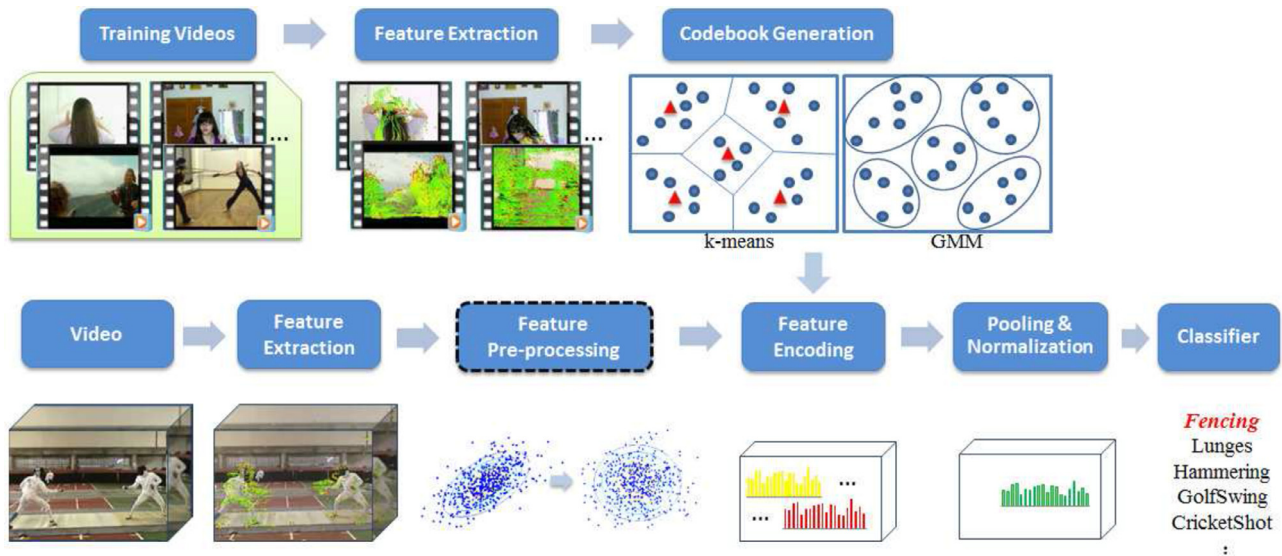 Training Videos
Feature Extraction
Codebook Generation
...
...
k-means
GMM
Video
Feature
Extraction
Feature
Pre-processing
Feature
Encoding
Pooling &
Normalization
Classifier
...
...
Fencing
Lunges
Hammering
GolfSwing
CricketShot
: